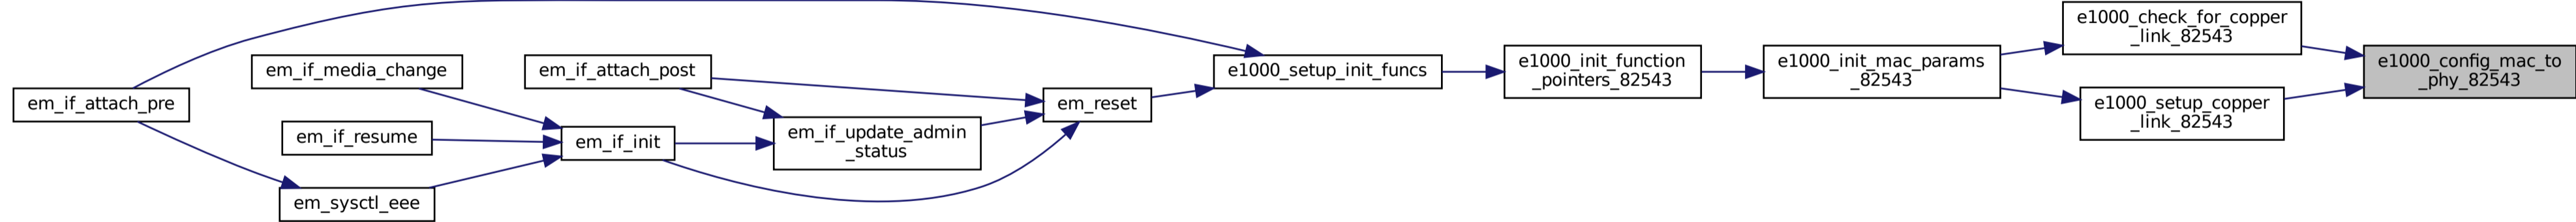 em_if_attach_pre
em_if_media_change
em_if_resume
em_sysctl_eee
em_if_attach_post
em_if_init
em_if_update_admin
_status
em_reset
e1000_setup_init_funcs
e1000_init_function
_pointers_82543
e1000_init_mac_params
_82543
e1000_check_for_copper
_link_82543
e1000_setup_copper
_link_82543
e1000_config_mac_to
_phy_82543